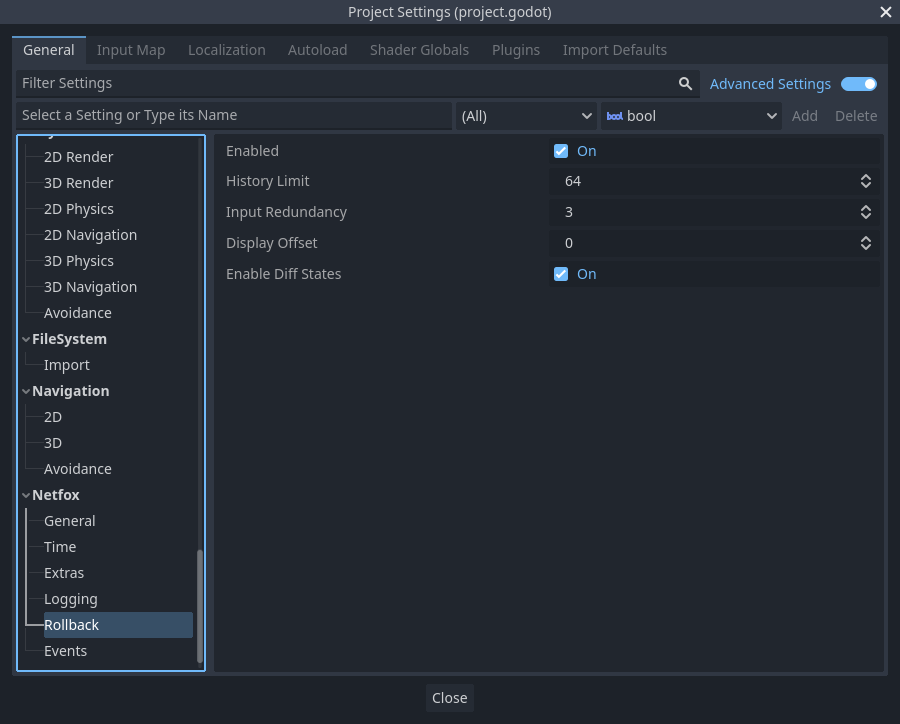 Project Settings (project.godot)
General Input Map Localization Autoload Shader Globals Plugins Import Defaults
Filter Settings Advanced Settings
Select a Setting or Type its Name (All) bool bool Add Delete
2D Render
3D Render
2D Physics
2D Navigation
3D Physics
3D Navigation
Avoidance
FileSystem
Import
Navigation
2D
3D
Avoidance
Netfox
General
Time
Extras
Logging
Rollback
Events
Enabled On
History Limit 64
Input Redundancy 3
Display Offset 0
Enable Diff States On
Close